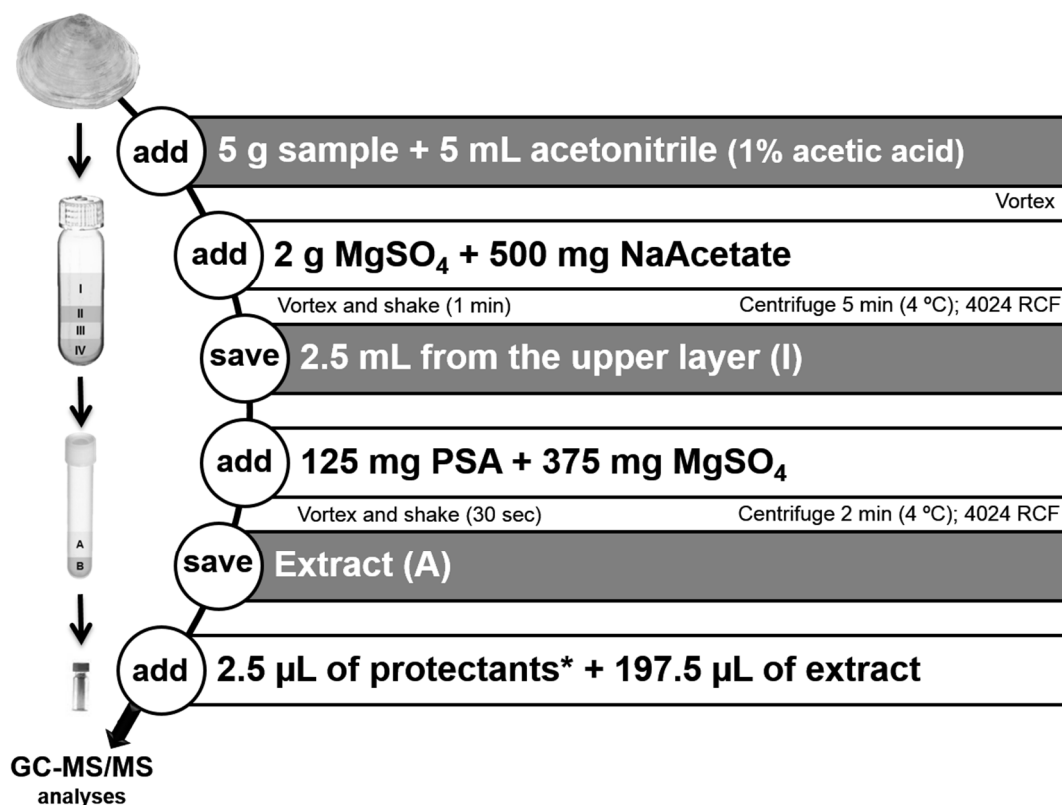 add
5 g sample + 5 mL acetonitrile (1% acetic acid)
Vortex
add
2 g MgSO₄ + 500 mg NaAcetate
I
II
III
IV
Vortex and shake (1 min)
Centrifuge 5 min (4 ºC); 4024 RCF
save
2.5 mL from the upper layer (I)
add
125 mg PSA + 375 mg MgSO₄
Vortex and shake (30 sec)
Centrifuge 2 min (4 ºC); 4024 RCF
A
B
save
Extract (A)
add
2.5 µL of protectants* + 197.5 µL of extract
GC-MS/MS
analyses